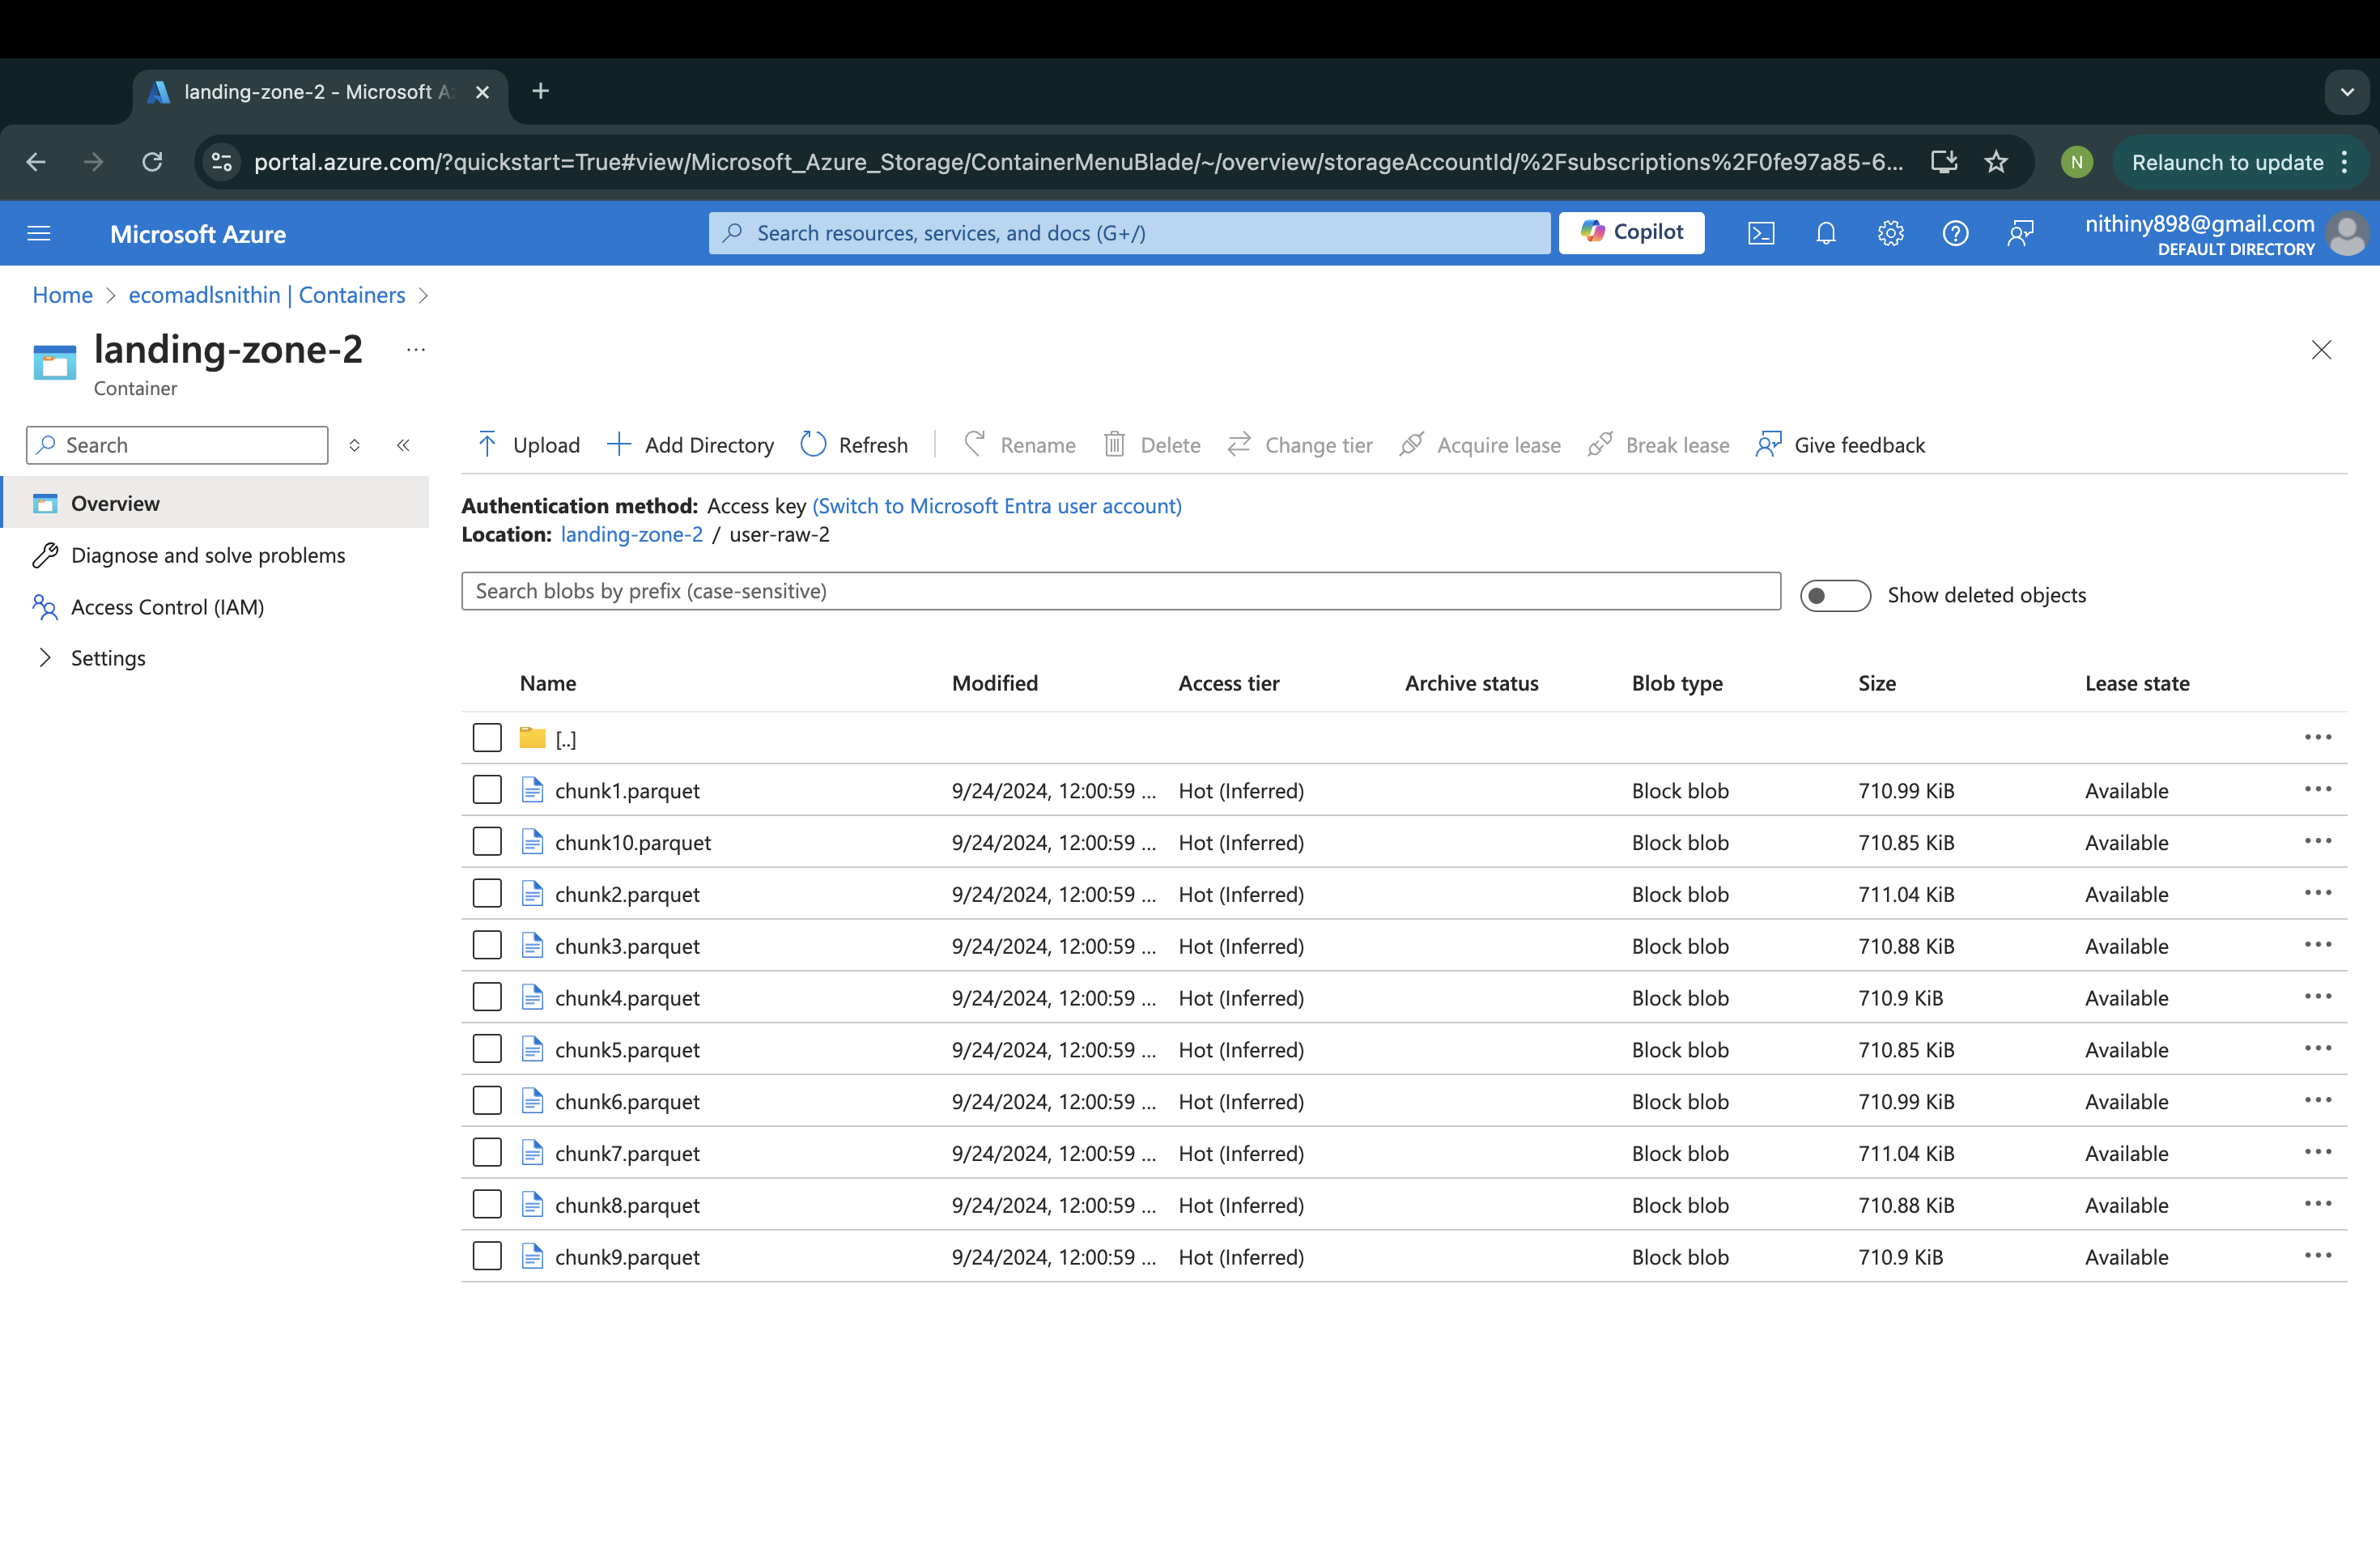 landing-zone-2 - Microsoft A
portal.azure.com/?quickstart=True#view/Microsoft_Azure_Storage/ContainerMenuBlade/~/overview/storageAccountId/%2Fsubscriptions%2F0fe97a85-6...
N
Relaunch to update
Microsoft Azure
Search resources, services, and docs (G+/)
Copilot
nithiny898@gmail.com
DEFAULT DIRECTORY
Home > ecomadlsnithin | Containers >
landing-zone-2 ...
Container
Search
Overview
Diagnose and solve problems
Access Control (IAM)
Settings
Upload Add Directory Refresh Rename Delete Change tier Acquire lease Break lease Give feedback
Authentication method: Access key (Switch to Microsoft Entra user account)
Location: landing-zone-2 / user-raw-2
Search blobs by prefix (case-sensitive)
Show deleted objects
Name Modified Access tier Archive status Blob type Size Lease state
[..]
chunk1.parquet 9/24/2024, 12:00:59 ... Hot (Inferred) Block blob 710.99 KiB Available
chunk10.parquet 9/24/2024, 12:00:59 ... Hot (Inferred) Block blob 710.85 KiB Available
chunk2.parquet 9/24/2024, 12:00:59 ... Hot (Inferred) Block blob 711.04 KiB Available
chunk3.parquet 9/24/2024, 12:00:59 ... Hot (Inferred) Block blob 710.88 KiB Available
chunk4.parquet 9/24/2024, 12:00:59 ... Hot (Inferred) Block blob 710.9 KiB Available
chunk5.parquet 9/24/2024, 12:00:59 ... Hot (Inferred) Block blob 710.85 KiB Available
chunk6.parquet 9/24/2024, 12:00:59 ... Hot (Inferred) Block blob 710.99 KiB Available
chunk7.parquet 9/24/2024, 12:00:59 ... Hot (Inferred) Block blob 711.04 KiB Available
chunk8.parquet 9/24/2024, 12:00:59 ... Hot (Inferred) Block blob 710.88 KiB Available
chunk9.parquet 9/24/2024, 12:00:59 ... Hot (Inferred) Block blob 710.9 KiB Available